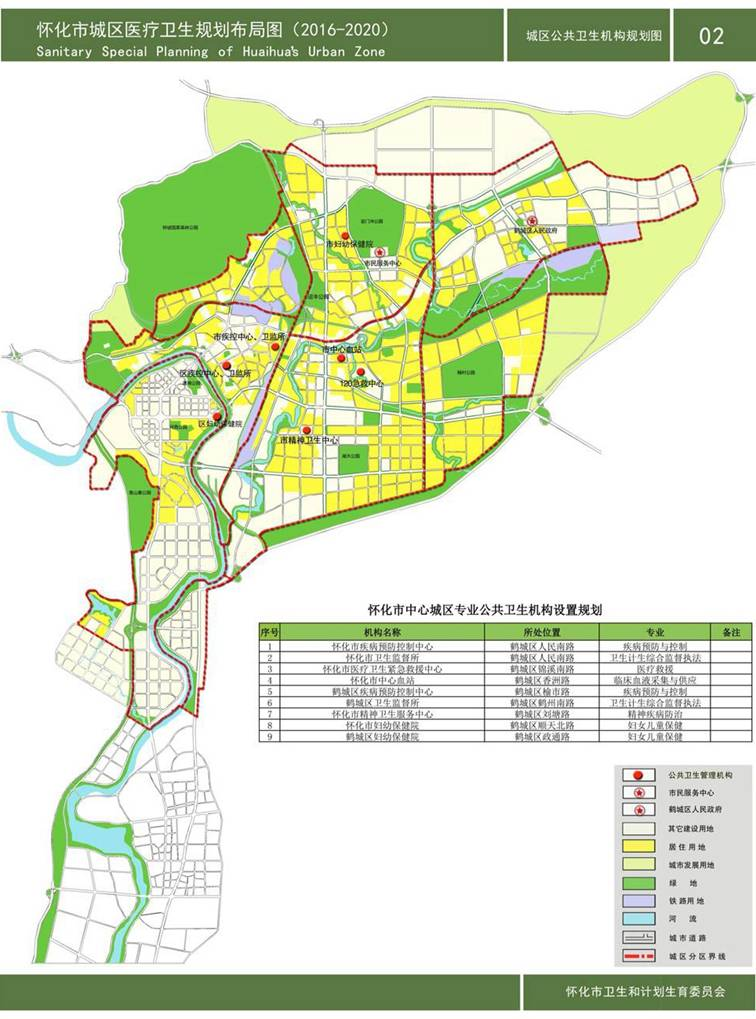 怀化市城区医疗卫生规划布局图（2016-2020）
Sanitary Special Planning of Huaihua's Urban Zone
城区公共卫生机构规划图
02
钟坡国家森林公园
市妇幼保健院
市民服务中心
鹤城区人民政府
市疾控中心、卫监所
市中心血站
区疾控中心、卫监所
120急救中心
区妇幼保健院
市精神卫生中心
怀化市中心城区专业公共卫生机构设置规划
序号 机构名称 所处位置 专业 备注
1 怀化市疾病预防控制中心 鹤城区人民南路 疾病预防与控制
2 怀化市卫生监督所 鹤城区人民南路 卫生计生综合监督执法
3 怀化市医疗卫生紧急救援中心 鹤城区锦溪南路 医疗救援
4 怀化市中心血站 鹤城区香洲路 临床血液采集与供应
5 鹤城区疾病预防控制中心 鹤城区榆市路 疾病预防与控制
6 鹤城区卫生监督所 鹤城区鹤州南路 卫生计生综合监督执法
7 怀化市精神卫生服务中心 鹤城区刘塘路 精神疾病防治
8 怀化市妇幼保健院 鹤城区顺天北路 妇女儿童保健
9 鹤城区妇幼保健院 鹤城区政通路 妇女儿童保健
公共卫生管理机构
市民服务中心
鹤城区人民政府
其它建设用地
居住用地
城市发展用地
绿 地
铁路用地
河 流
城市道路
城区分区界线
怀化市卫生和计划生育委员会